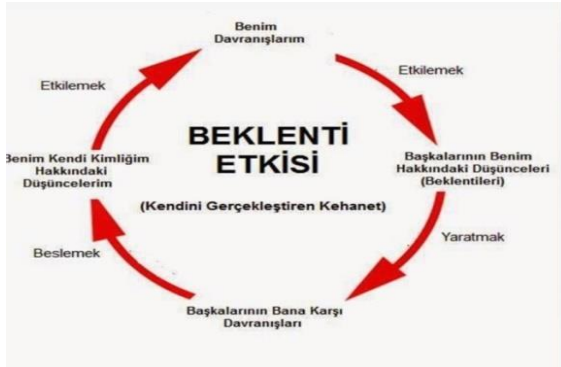 Benim
Davranışlarım
Etkilemek
Etkilemek
BEKLENTİ
ETKİSİ
(Kendini Gerçekleştiren Kehanet)
Başkalarının Benim
Hakkındaki Düşünceleri
(Beklentileri)
Benim Kendi Kimliğim
Hakkındaki
Düşüncelerim
Yaratmak
Beslemek
Başkalarının Bana Karşı
Davranışları